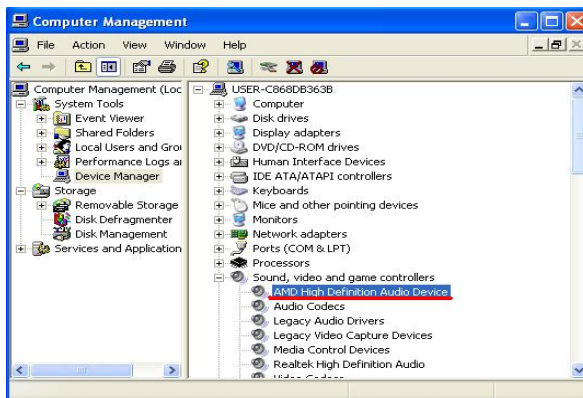 Computer Management
File Action View Window Help
Computer Management (Loc
System Tools
Event Viewer
Shared Folders
Local Users and Grou
Performance Logs an
Device Manager
Storage
Removable Storage
Disk Defragmenter
Disk Management
Services and Application
USER-C868DB363B
Computer
Disk drives
Display adapters
DVD/CD-ROM drives
Human Interface Devices
IDE ATA/ATAPI controllers
Keyboards
Mice and other pointing devices
Monitors
Network adapters
Ports (COM & LPT)
Processors
Sound, video and game controllers
AMD High Definition Audio Device
Audio Codecs
Legacy Audio Drivers
Legacy Video Capture Devices
Media Control Devices
Realtek High Definition Audio
Video Codecs